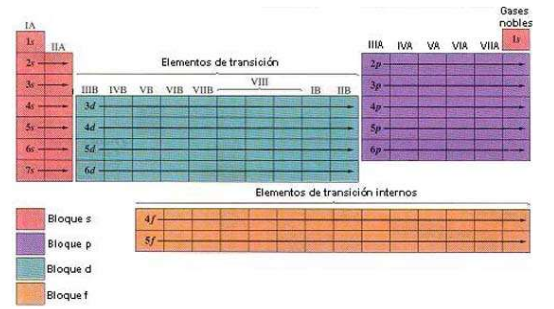 Gases
nobles
IA
1s
1s
IIA
IIIA IVA VA VIA VIIA
Elementos de transición
2s
2p
VIII
3s
3p
IIIB IVB VB VIB VIIB IB IIB
4s
3d
4p
5s
4d
5p
6s
5d
6p
7s
6d
Elementos de transición internos
Bloque s
4f
Bloque p
5f
Bloque d
Bloque f